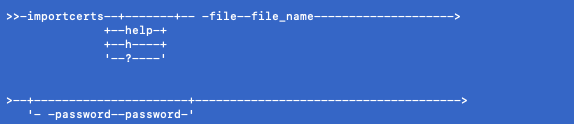 >>-importcerts--+-------+-- -file--file_name--------------------->
+--help-+
+--h----+
'--?----'
>--+-----------------------+--------------------------------------->
'- -password--password-'